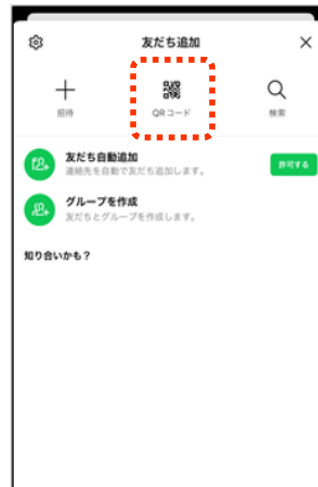 友だち追加
招待
QRコード
検索
友だち自動追加
連絡先を自動で友だち追加します。
許可する
グループを作成
友だちとグループを作成します。
知り合いかも？